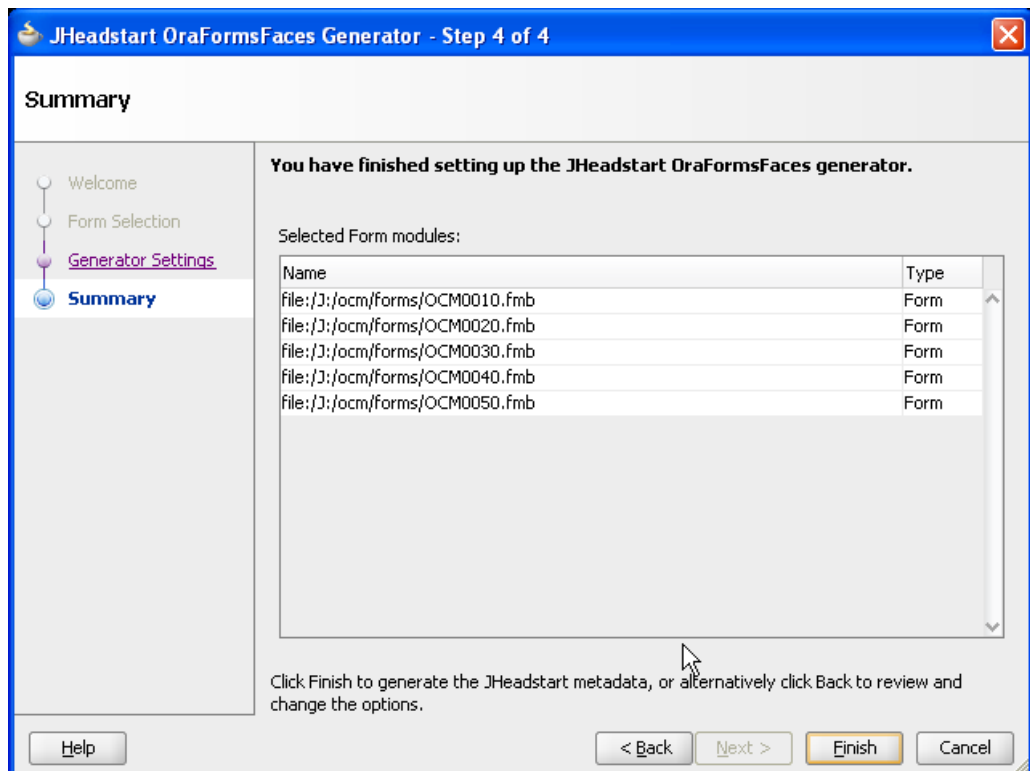 JHeadstart OraFormsFaces Generator - Step 4 of 4
Summary
Welcome
Form Selection
Generator Settings
Summary
You have finished setting up the JHeadstart OraFormsFaces generator.
Selected Form modules:
Name Type
file:/J:/ocm/forms/OCM0010.fmb Form
file:/J:/ocm/forms/OCM0020.fmb Form
file:/J:/ocm/forms/OCM0030.fmb Form
file:/J:/ocm/forms/OCM0040.fmb Form
file:/J:/ocm/forms/OCM0050.fmb Form
Click Finish to generate the JHeadstart metadata, or alternatively click Back to review and
change the options.
Help < Back Next > Finish Cancel